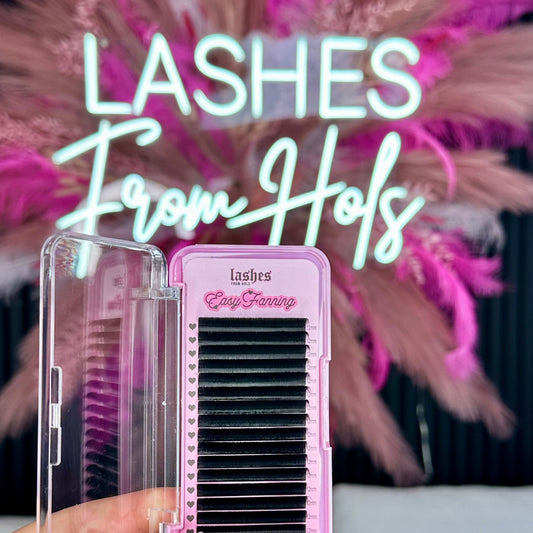 LASHES
From Hols
lashes
FROM HOLS
Easy Fanning